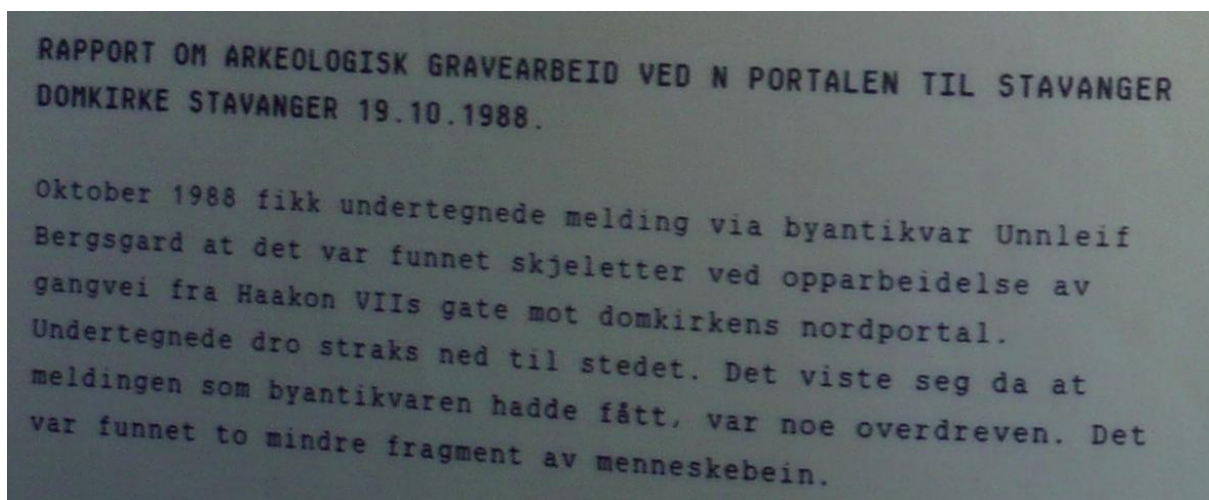 RAPPORT OM ARKEOLOGISK GRAVEARBEID VED N PORTALEN TIL STAVANGER
DOMKIRKE STAVANGER 19.10.1988.
Oktober 1988 fikk undertegnede melding via byantikvar Unnleif
Bergsgard at det var funnet skjeletter ved opparbeidelse av
gangvei fra Haakon VIIs gate mot domkirkens nordportal.
Undertegnede dro straks ned til stedet. Det viste seg da at
meldingen som byantikvaren hadde fått, var noe overdreven. Det
var funnet to mindre fragment av menneskebein.